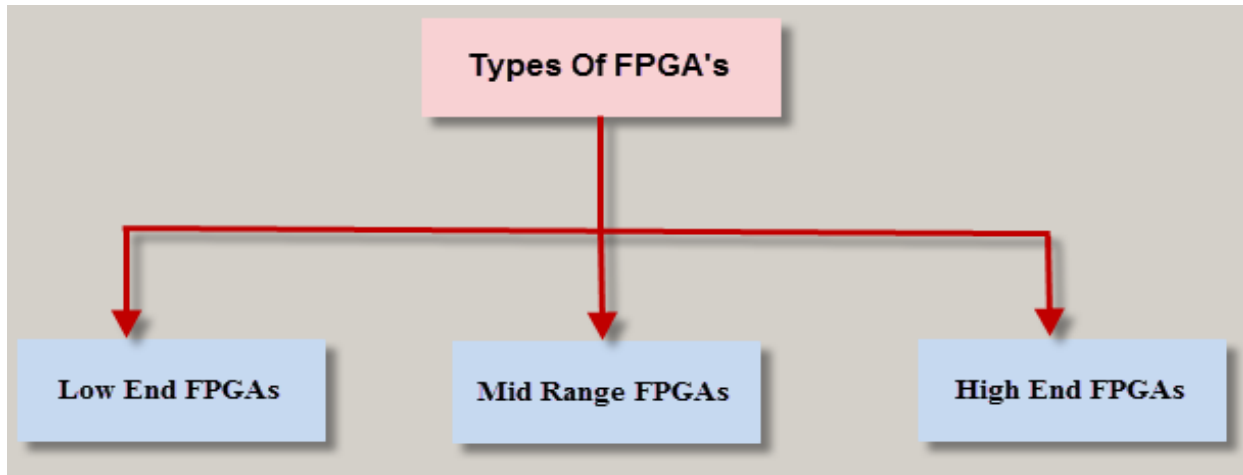 Types Of FPGA's
Low End FPGAs
Mid Range FPGAs
High End FPGAs